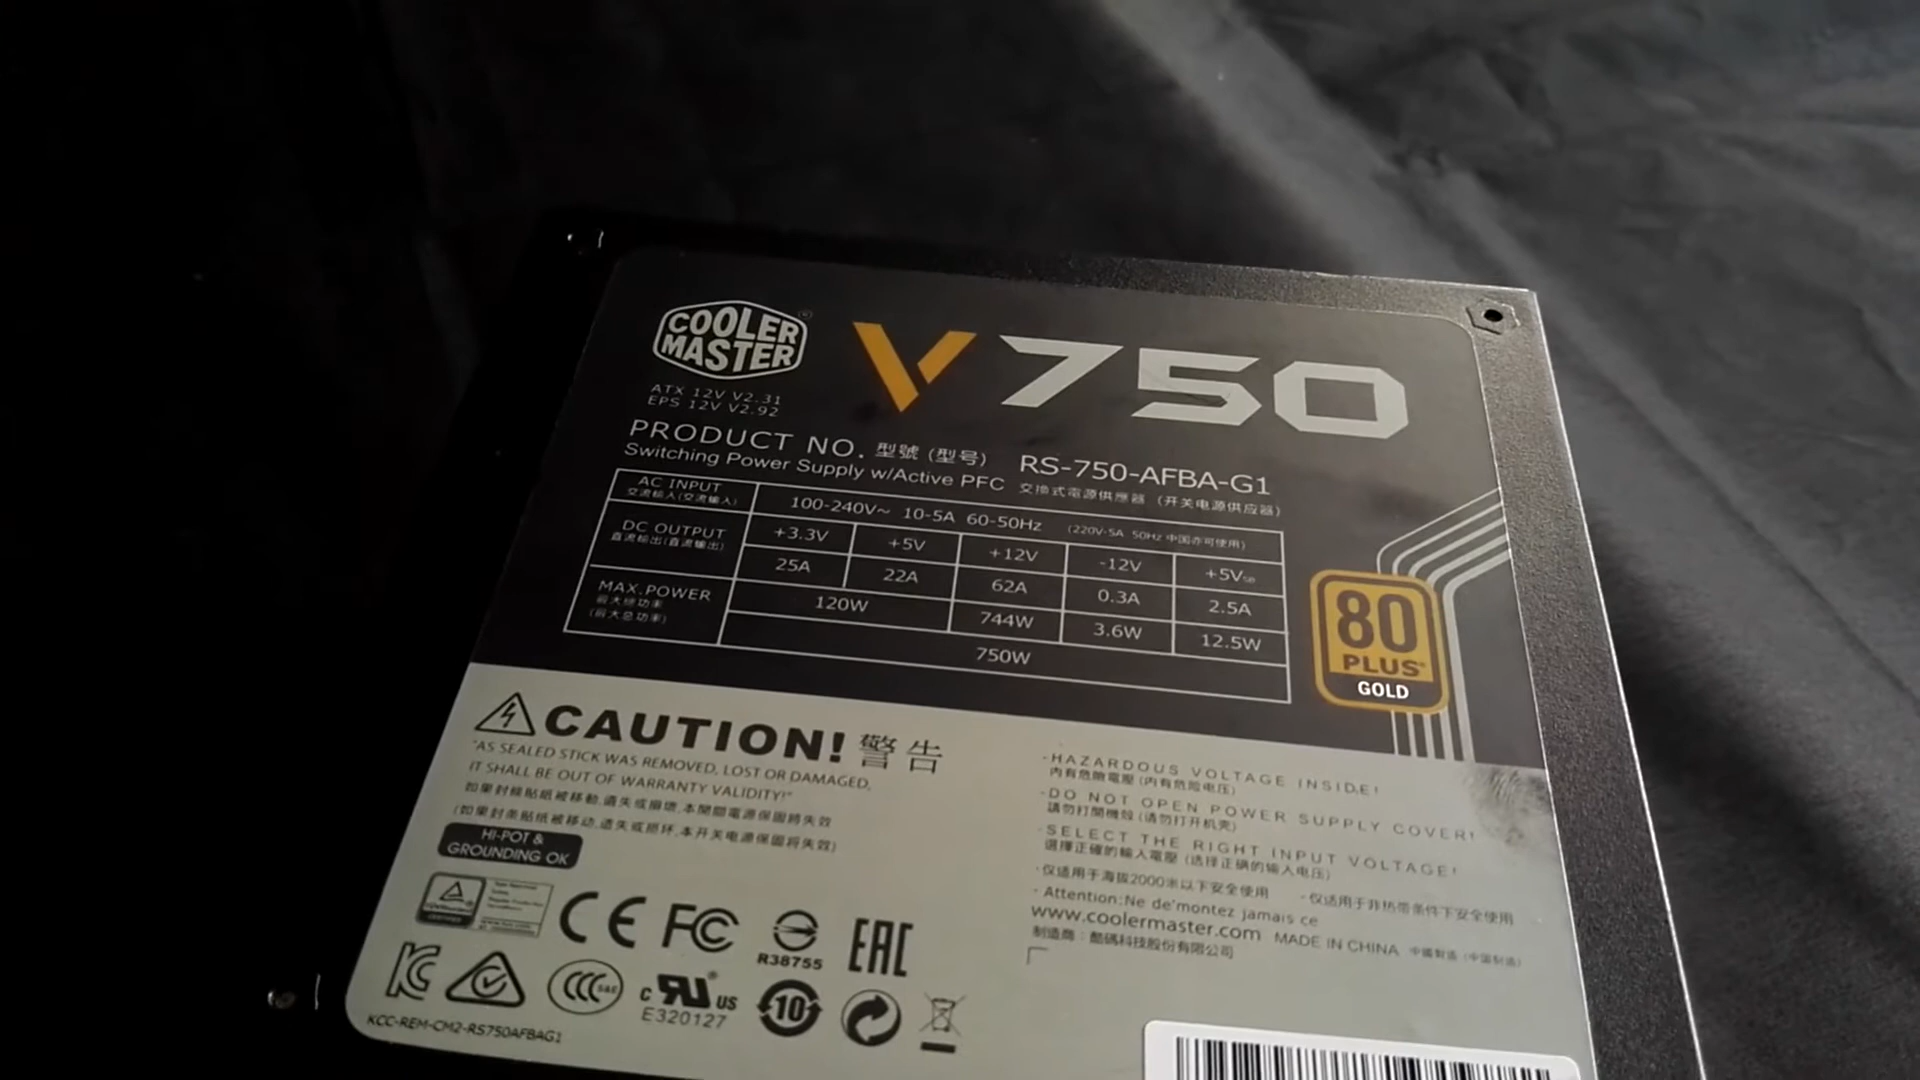 COOLER
MASTER
®
V750
ATX 12V V2.31
EPS 12V V2.92
PRODUCT NO. 型號 (型号) RS-750-AFBA-G1
Switching Power Supply w/Active PFC 交換式電源供應器 (开关电源供应器)
AC INPUT
交流輸入(交流输入)
100-240V~ 10-5A 60-50Hz (220V-5A 50Hz 中国亦可使用)
DC OUTPUT
直流輸出(直流输出)
+3.3V +5V +12V -12V +5VSB
25A 22A 62A 0.3A 2.5A
MAX.POWER
最大總功率
(最大总功率)
120W 744W 3.6W 12.5W
750W
80
PLUS®
GOLD
CAUTION! 警告
"AS SEALED STICK WAS REMOVED, LOST OR DAMAGED,
IT SHALL BE OUT OF WARRANTY VALIDITY!"
如果封條貼紙被移動,遺失或損壞,本開關電源保固將失效
(如果封条贴纸被移动,遗失或损坏,本开关电源保固将失效)
HI-POT &
GROUNDING OK
-HAZARDOUS VOLTAGE INSIDE!
內有危險電壓 (内有危险电压)
-DO NOT OPEN POWER SUPPLY COVER!
請勿打開機殼 (请勿打开机壳)
-SELECT THE RIGHT INPUT VOLTAGE!
選擇正確的輸入電壓 (选择正确的输入电压)
-仅适用于海拔2000米以下安全使用 -仅适用于非热带条件下安全使用
- Attention:Ne de'montez jamais ce
www.coolermaster.com MADE IN CHINA 中國製造 (中国制造)
制造商:酷碼科技股份有限公司
CE FC R38755 EAC
KC CCC S&E c RU US ® 10
E320127
KCC-REM-CM2-RS750AFBAG1